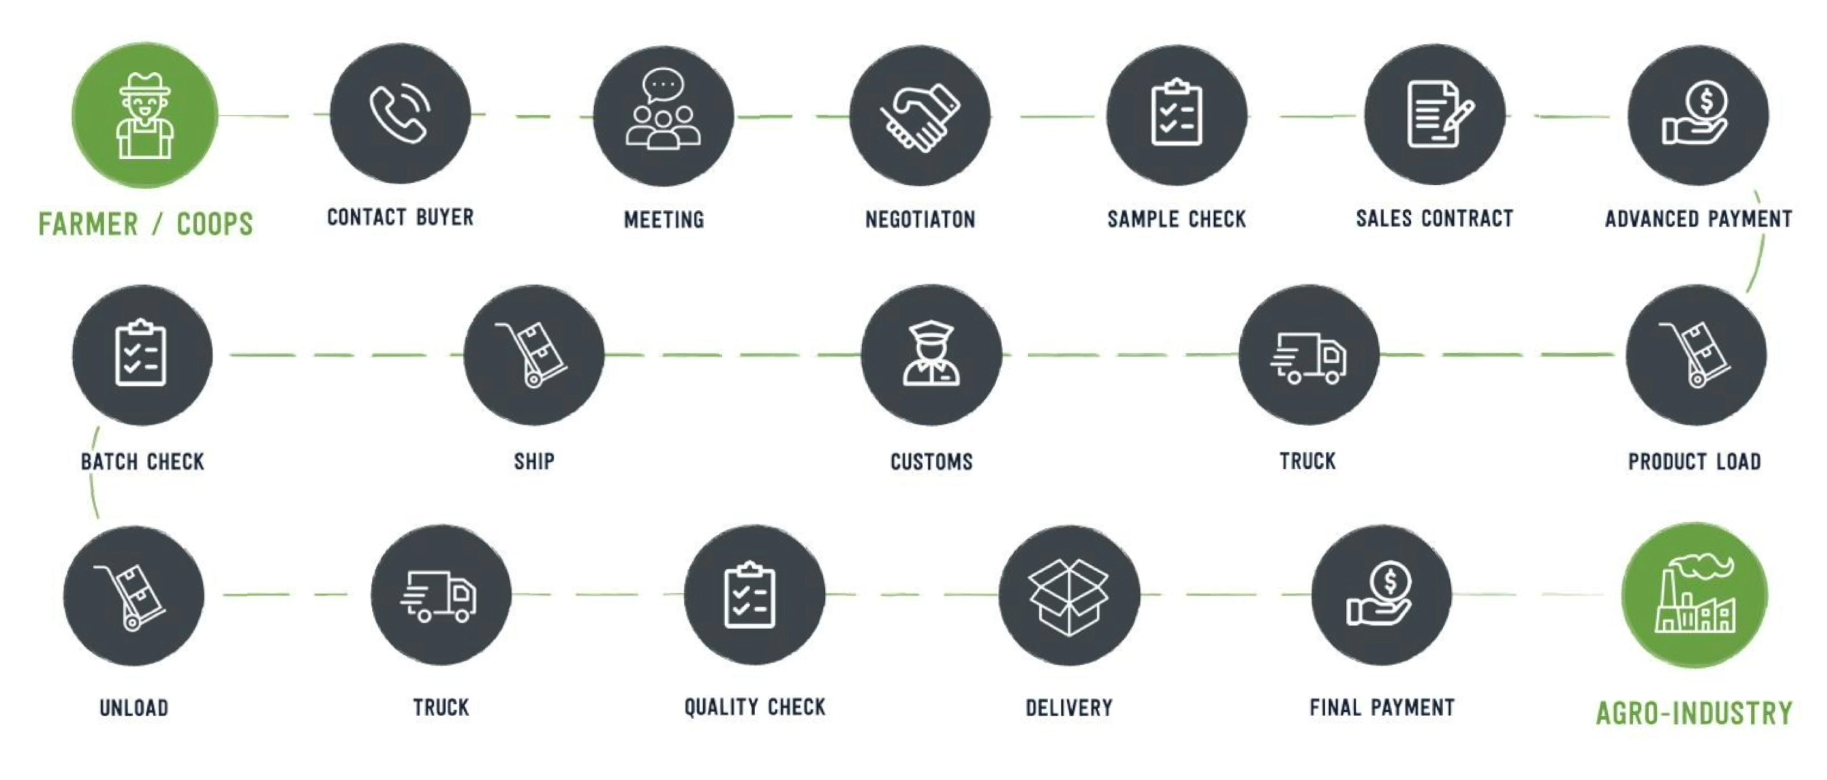 FARMER / COOPS
CONTACT BUYER
MEETING
NEGOTIATON
SAMPLE CHECK
SALES CONTRACT
ADVANCED PAYMENT
BATCH CHECK
SHIP
CUSTOMS
TRUCK
PRODUCT LOAD
UNLOAD
TRUCK
QUALITY CHECK
DELIVERY
FINAL PAYMENT
AGRO-INDUSTRY